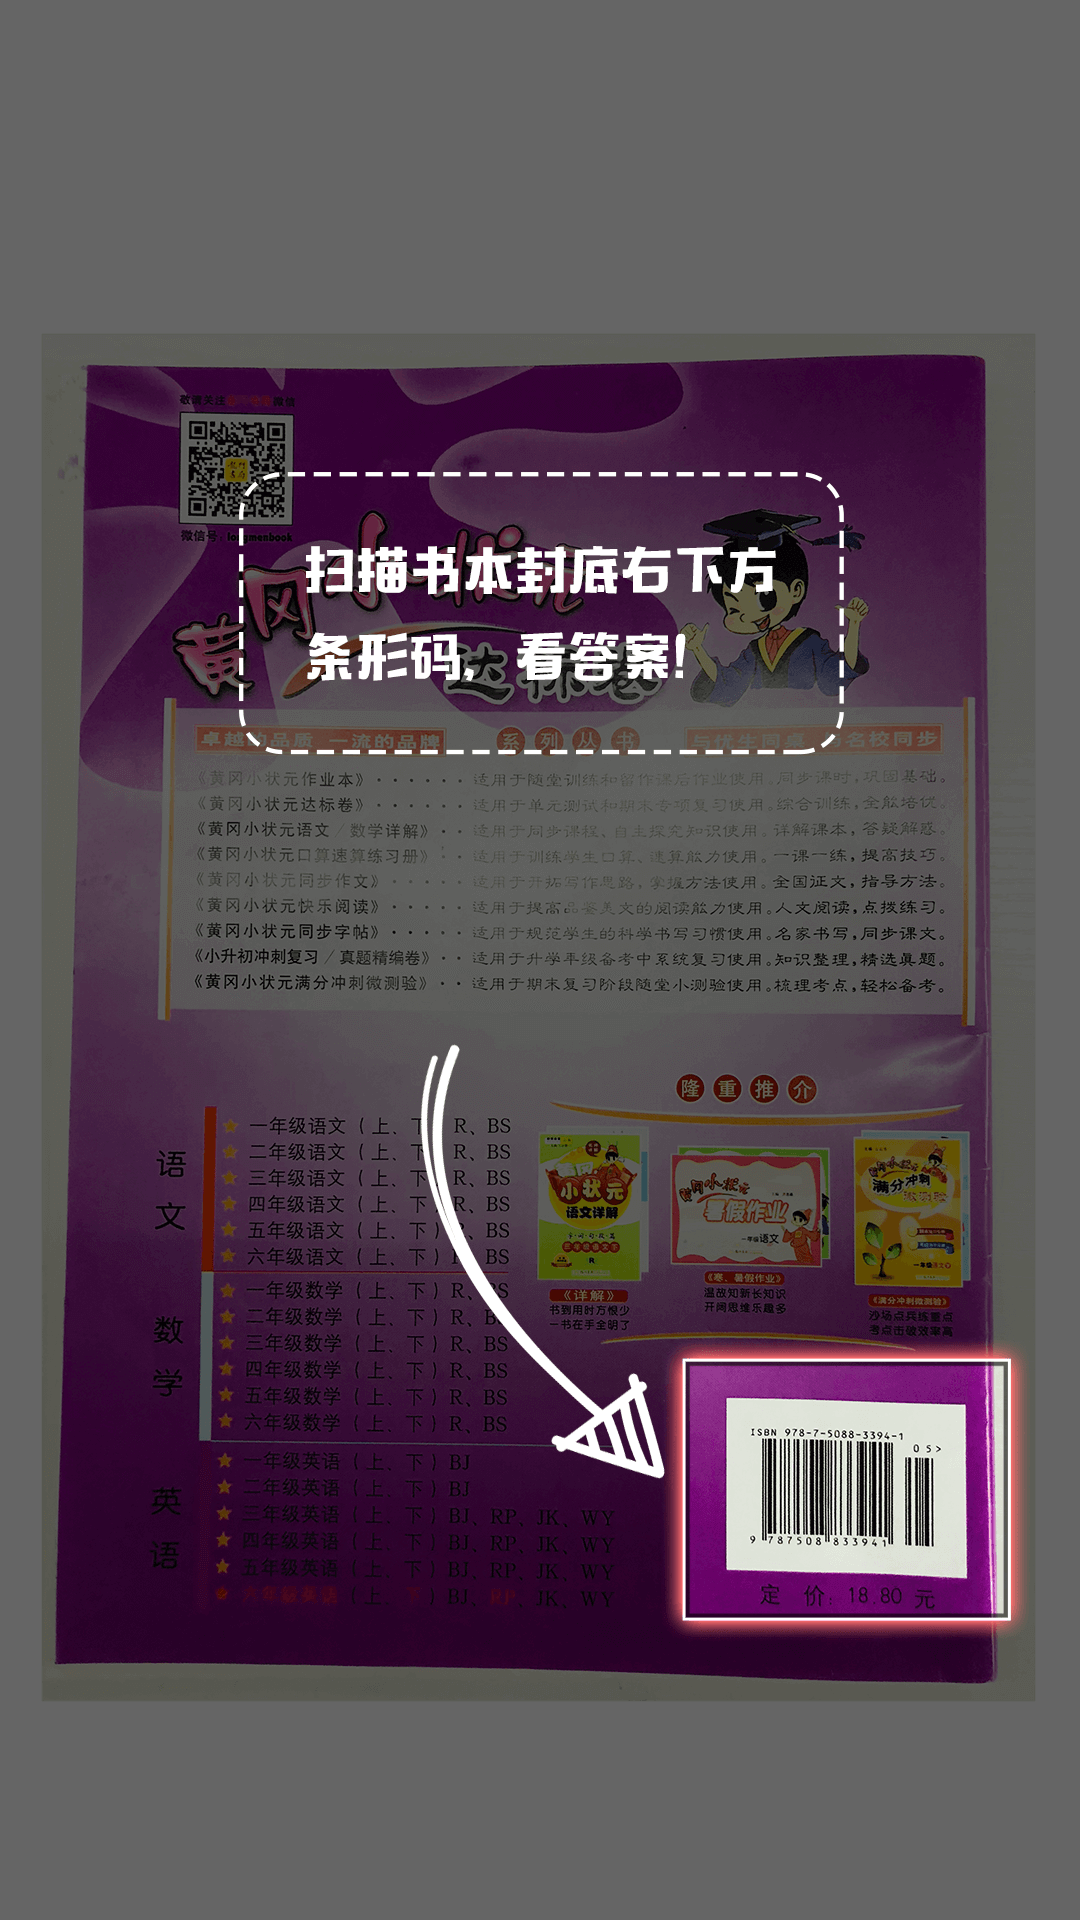 敬请关注
微信
微信号：longmenbook
扫描书本封底右下方
条形码，看答案！
黄冈小状元
达标卷
卓越的品质 一流的品牌
系列丛书
与优生同桌 与名校同步
《黄冈小状元作业本》······适用于随堂训练和留作课后作业使用。同步课时，巩固基础。
《黄冈小状元达标卷》······适用于单元测试和期末专项复习使用。综合训练，全能培优。
《黄冈小状元语文／数学详解》··适用于同步课程、自主探究知识使用。详解课本，答疑解惑。
《黄冈小状元口算速算练习册》··适用于训练学生口算、速算能力使用。一课一练，提高技巧。
《黄冈小状元同步作文》·····适用于开拓写作思路，掌握方法使用。全国征文，指导方法。
《黄冈小状元快乐阅读》·····适用于提高品鉴美文的阅读能力使用。人文阅读，点拨练习。
《黄冈小状元同步字帖》·····适用于规范学生的科学书写习惯使用。名家书写，同步课文。
《小升初冲刺复习／真题精编卷》··适用于升学年级备考中系统复习使用。知识整理，精选真题。
《黄冈小状元满分冲刺微测验》··适用于期末复习阶段随堂小测验使用。梳理考点，轻松备考。
隆重推介
语文
一年级语文（上、下）R、BS
二年级语文（上、下）R、BS
三年级语文（上、下）R、BS
四年级语文（上、下）R、BS
五年级语文（上、下）R、BS
六年级语文（上、下）R、BS
数学
一年级数学（上、下）R、BS
二年级数学（上、下）R、BS
三年级数学（上、下）R、BS
四年级数学（上、下）R、BS
五年级数学（上、下）R、BS
六年级数学（上、下）R、BS
英语
一年级英语（上、下）BJ
二年级英语（上、下）BJ
三年级英语（上、下）BJ、RP、JK、WY
四年级英语（上、下）BJ、RP、JK、WY
五年级英语（上、下）BJ、RP、JK、WY
六年级英语（上、下）BJ、RP、JK、WY
黄冈
小状元
语文详解
R
《详解》
书到用时方恨少
一书在手全明了
黄冈小状元
寒假作业
一年级语文
《寒、暑假作业》
温故知新长知识
开阔思维乐趣多
黄冈小状元
满分冲刺
微测验
一年级语文
《满分冲刺微测验》
沙场点兵练重点
考点击破效率高
ISBN 978-7-5088-3394-1
05>
9 787508 833941
定 价：18.80 元